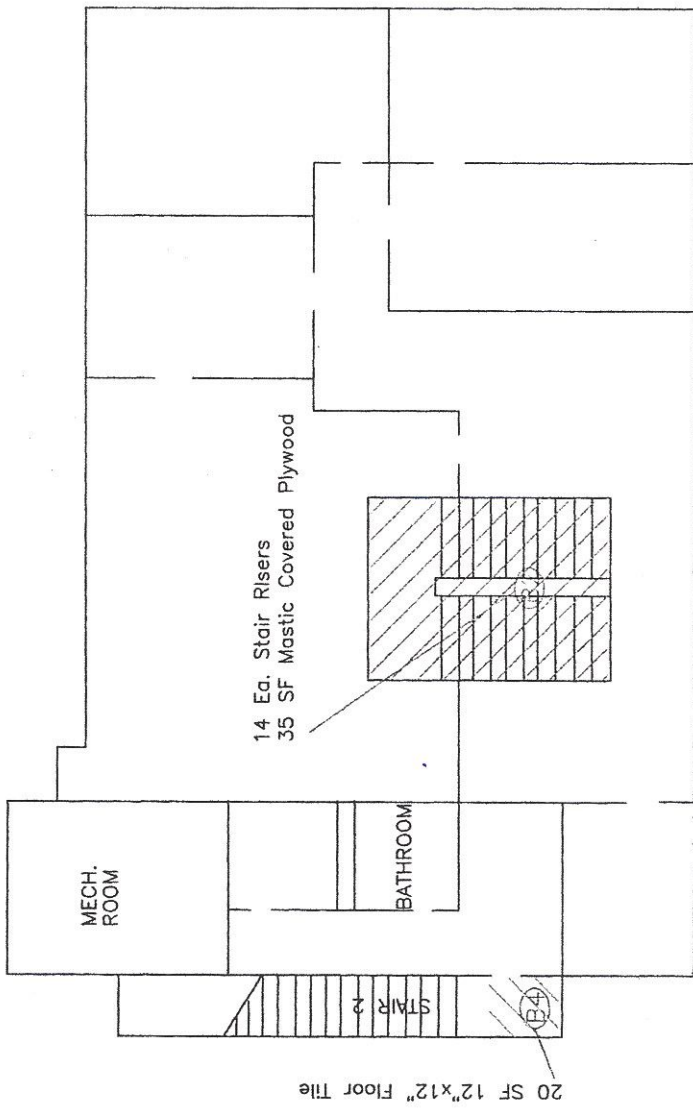 14 Ea. Stair Risers
35 SF Mastic Covered Plywood
MECH.
ROOM
BATHROOM
STAIR 2
B4
20 SF 12"x12" Floor Tile